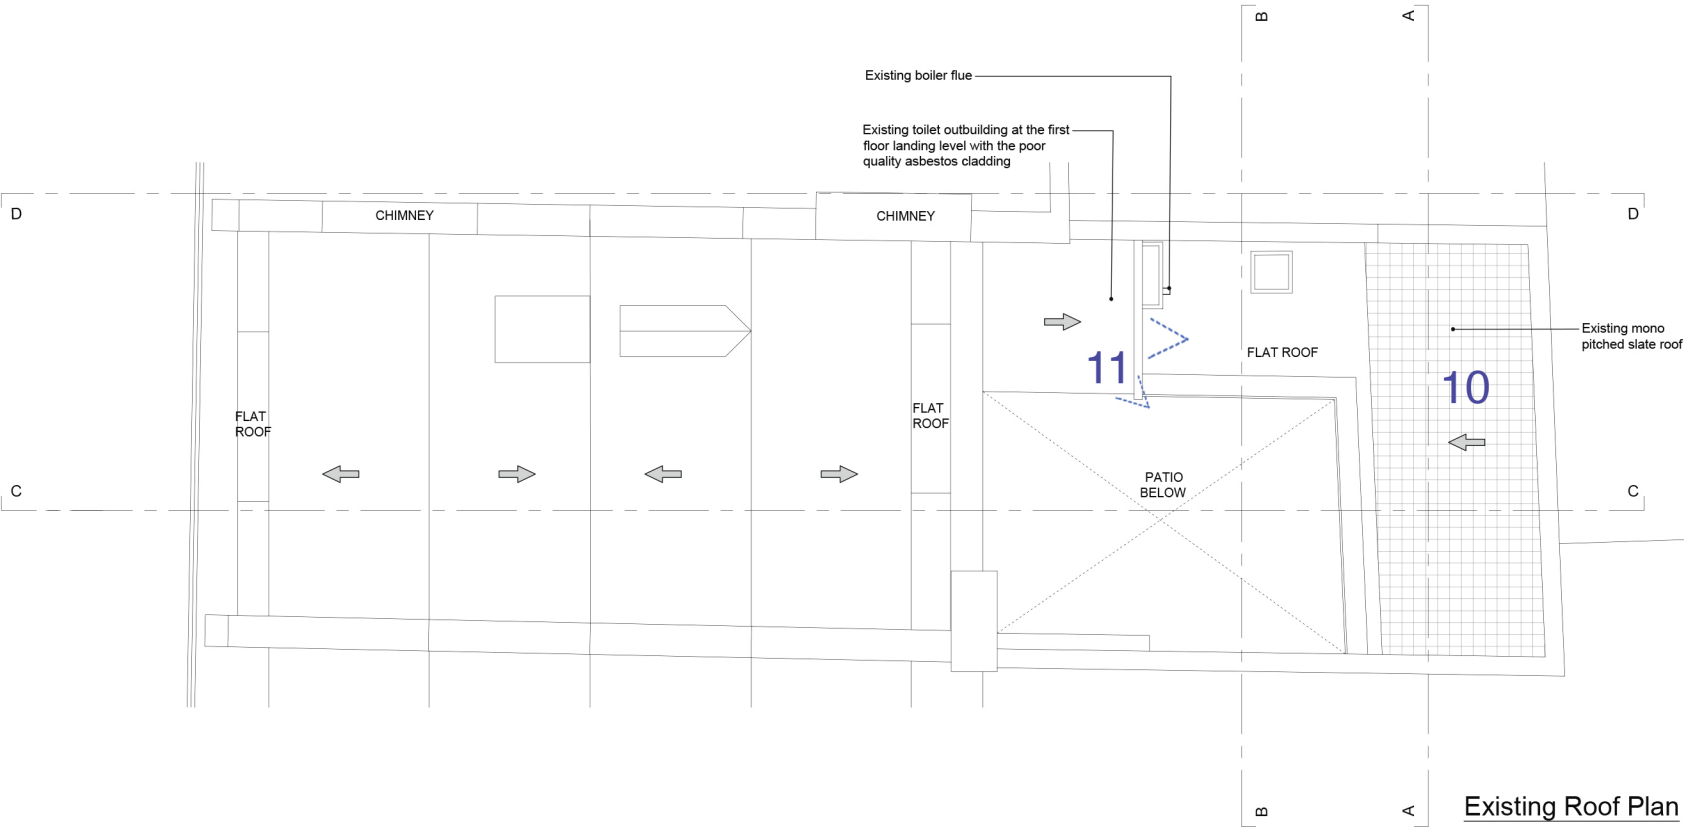 B
A
Existing boiler flue
Existing toilet outbuilding at the first
floor landing level with the poor
quality asbestos cladding
D
CHIMNEY
CHIMNEY
D
Existing mono
pitched slate roof
FLAT ROOF
11
10
FLAT
ROOF
FLAT
ROOF
PATIO
BELOW
C
C
B
A
Existing Roof Plan